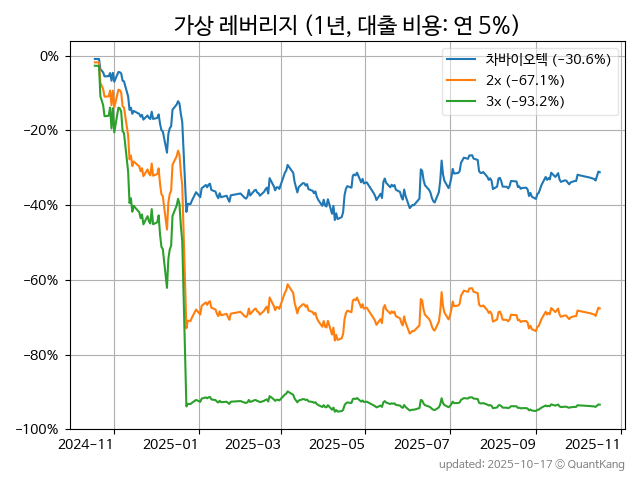 가상 레버리지 (1년, 대출 비용: 연 5%)
차바이오텍 (−30.6%)
2x (−67.1%)
3x (−93.2%)
0%
−20%
−40%
−60%
−80%
−100%
2024-11 2025-01 2025-03 2025-05 2025-07 2025-09 2025-11
updated: 2025-10-17 © QuantKang